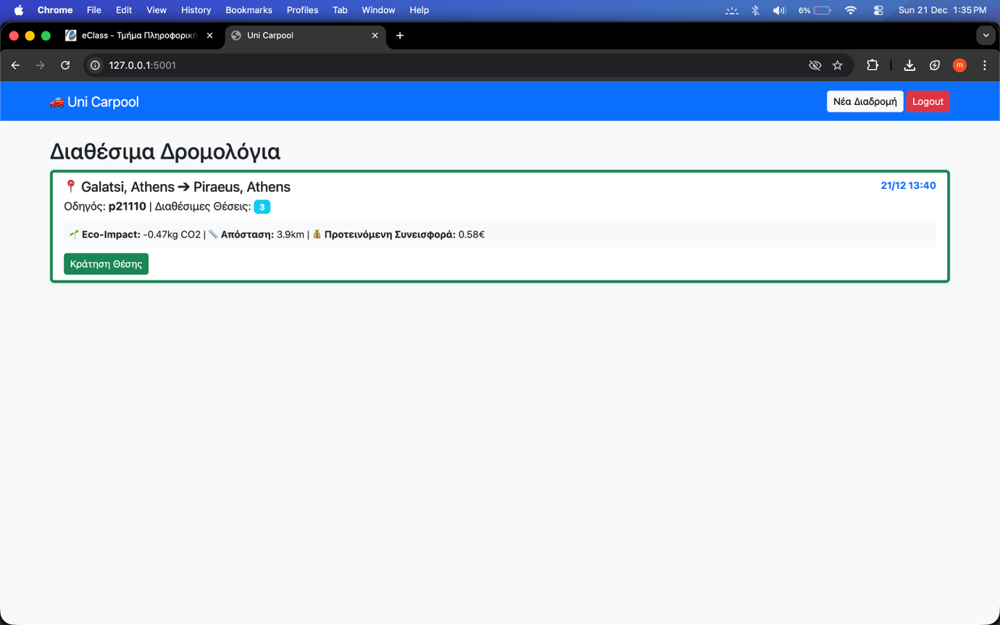 Chrome File Edit View History Bookmarks Profiles Tab Window Help 6% Sun 21 Dec 1:35 PM
eClass - Τμήμα Πληροφορική Uni Carpool
127.0.0.1:5001 m
🚗 Uni Carpool Νέα Διαδρομή Logout
Διαθέσιμα Δρομολόγια
📍 Galatsi, Athens ➔ Piraeus, Athens 21/12 13:40
Οδηγός: p21110 | Διαθέσιμες Θέσεις: 3
🌱 Eco-Impact: -0.47kg CO2 | 📏 Απόσταση: 3.9km | 💰 Προτεινόμενη Συνεισφορά: 0.58€
Κράτηση Θέσης